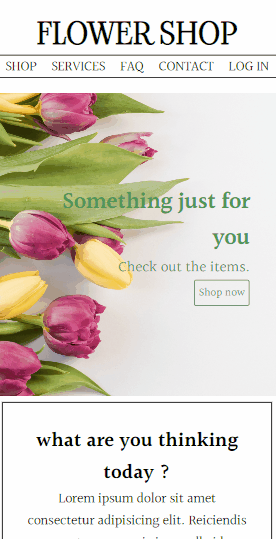 FLOWER SHOP
SHOP SERVICES FAQ CONTACT LOG IN
Something just for
you
Check out the items.
Shop now
what are you thinking
today ?
Lorem ipsum dolor sit amet
consectetur adipisicing elit. Reiciendis